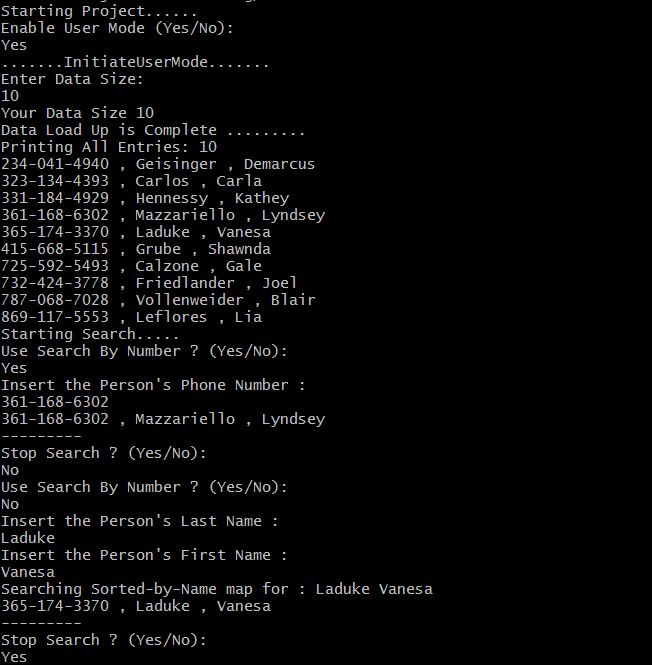 Starting Project......
Enable User Mode (Yes/No):
Yes
.......InitiateUserMode.......
Enter Data Size:
10
Your Data Size 10
Data Load Up is Complete .........
Printing All Entries: 10
234-041-4940 , Geisinger , Demarcus
323-134-4393 , Carlos , Carla
331-184-4929 , Hennessy , Kathey
361-168-6302 , Mazzariello , Lyndsey
365-174-3370 , Laduke , Vanesa
415-668-5115 , Grube , Shawnda
725-592-5493 , Calzone , Gale
732-424-3778 , Friedlander , Joel
787-068-7028 , Vollenweider , Blair
869-117-5553 , Leflores , Lia
Starting Search.....
Use Search By Number ? (Yes/No):
Yes
Insert the Person's Phone Number :
361-168-6302
361-168-6302 , Mazzariello , Lyndsey
---------
Stop Search ? (Yes/No):
No
Use Search By Number ? (Yes/No):
No
Insert the Person's Last Name :
Laduke
Insert the Person's First Name :
Vanesa
Searching Sorted-by-Name map for : Laduke Vanesa
365-174-3370 , Laduke , Vanesa
---------
Stop Search ? (Yes/No):
Yes